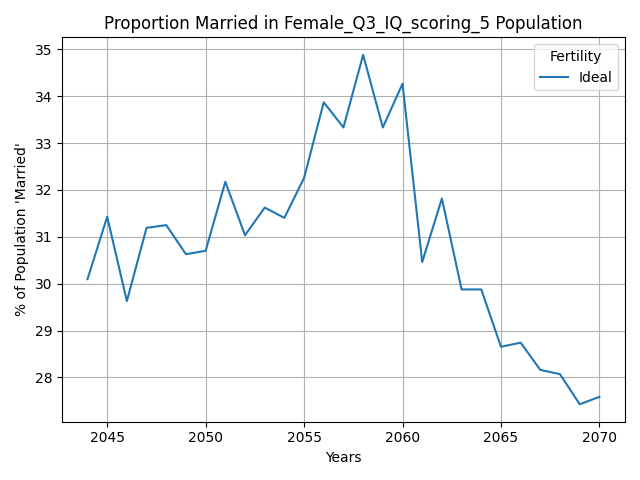 Proportion Married in Female_Q3_IQ_scoring_5 Population
35
34
33
32
31
30
29
28
% of Population 'Married'
Fertility
Ideal
2045 2050 2055 2060 2065 2070
Years